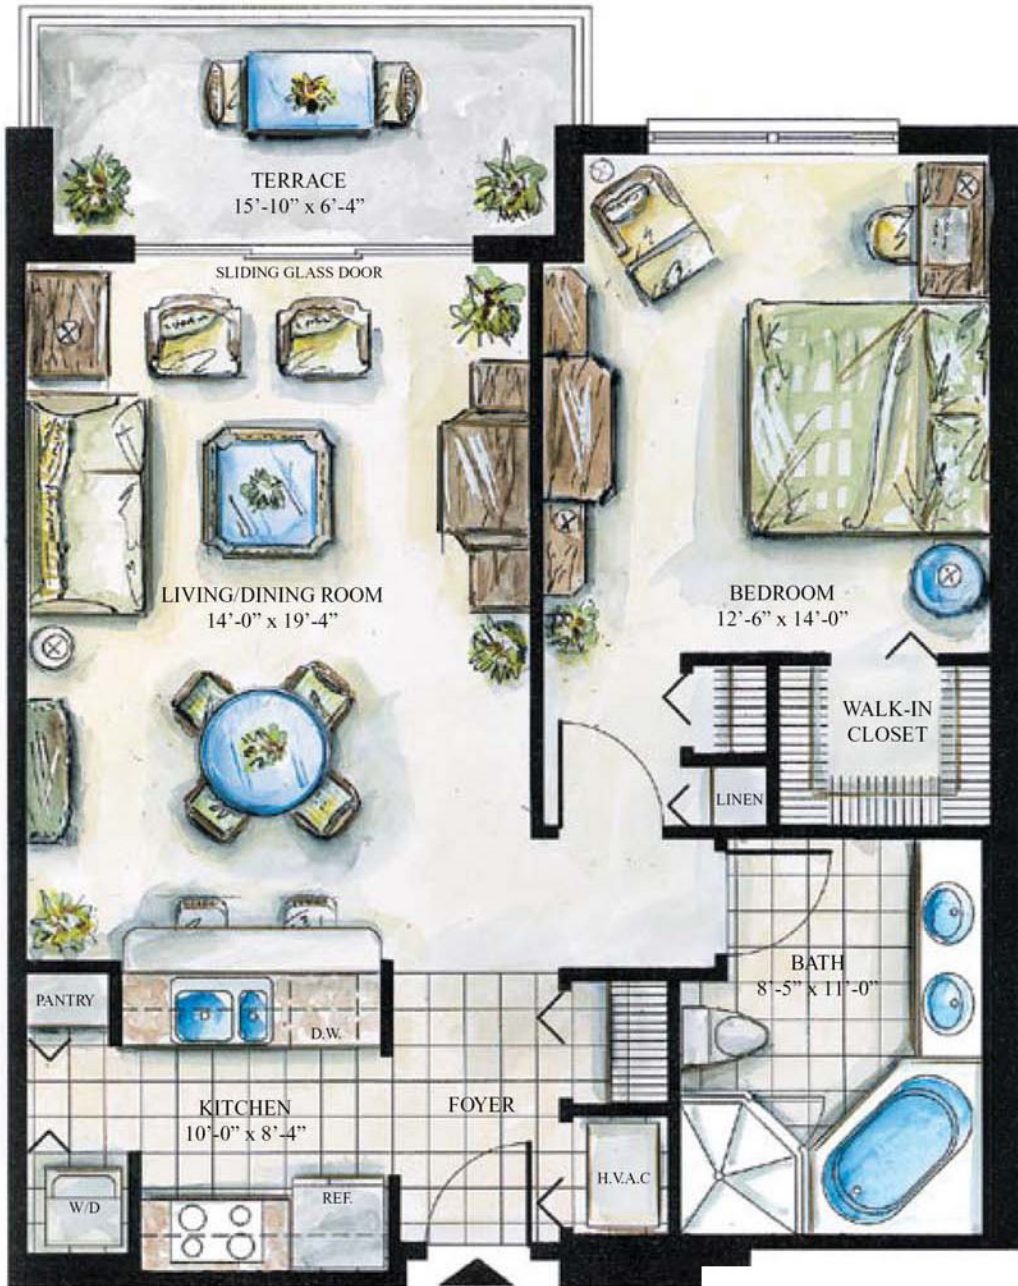 TERRACE
15’-10” x 6’-4”
SLIDING GLASS DOOR
LIVING/DINING ROOM
14’-0” x 19’-4”
BEDROOM
12’-6” x 14’-0”
WALK-IN
CLOSET
LINEN
BATH
8’-5” x 11’-0”
PANTRY
D.W.
KITCHEN
10’-0” x 8’-4”
FOYER
H.V.A.C
W/D
REF.